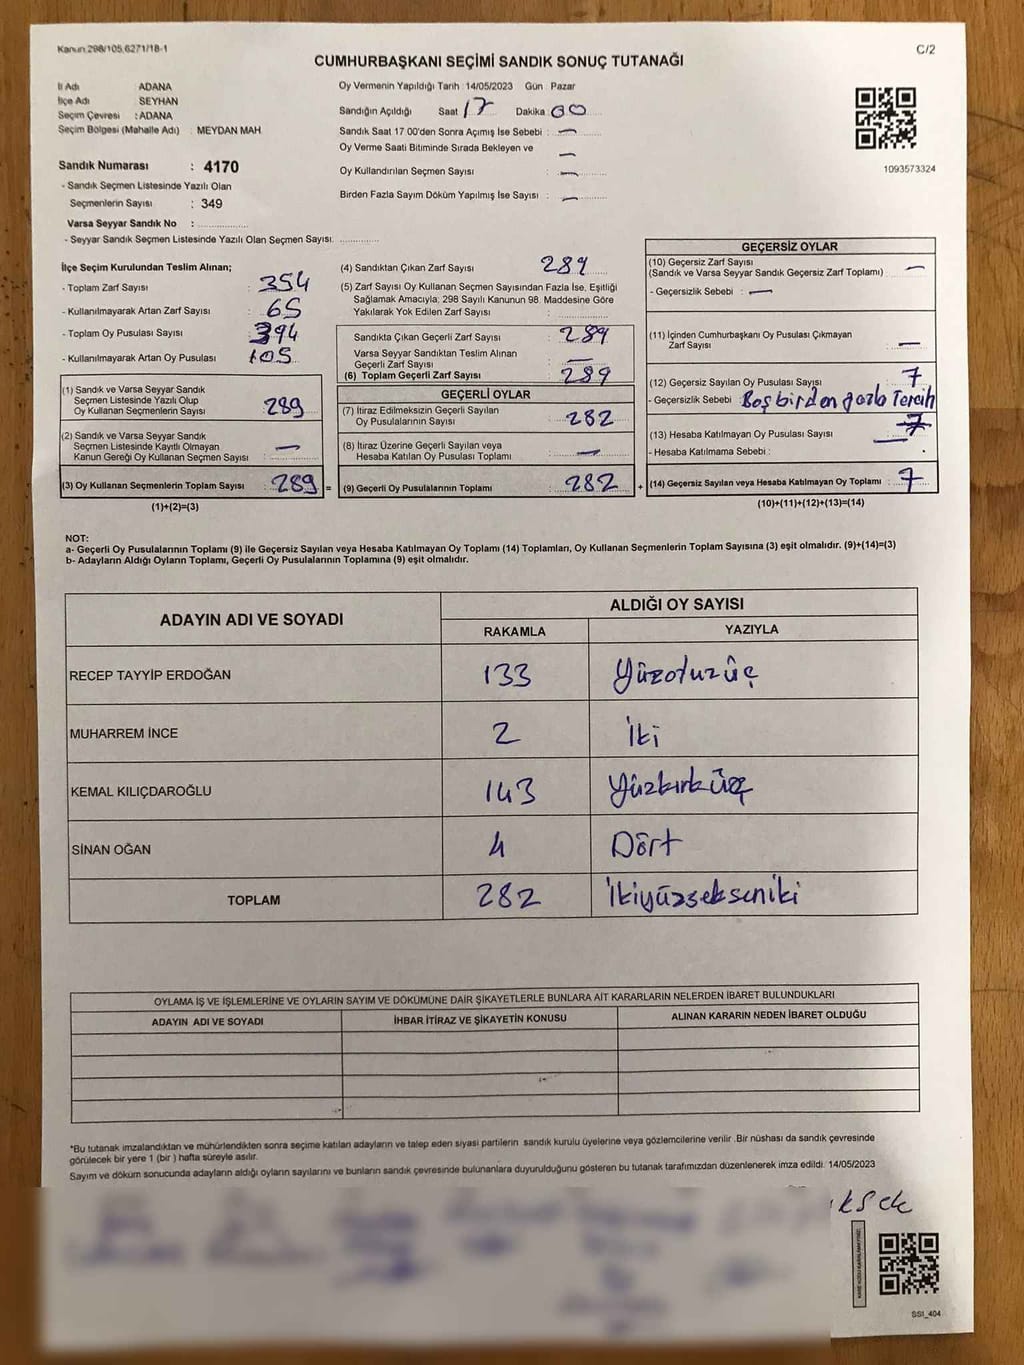 Kanun 298/105,6271/18-1
C/2
CUMHURBAŞKANI SEÇİMİ SANDIK SONUÇ TUTANAĞI
İl Adı ADANA
İlçe Adı SEYHAN
Seçim Çevresi : ADANA
Seçim Bölgesi (Mahalle Adı) : MEYDAN MAH
Sandık Numarası : 4170
- Sandık Seçmen Listesinde Yazılı Olan
Seçmenlerin Sayısı : 349
Varsa Seyyar Sandık No :
- Seyyar Sandık Seçmen Listesinde Yazılı Olan Seçmen Sayısı:
Oy Vermenin Yapıldığı Tarih : 14/05/2023 Gün : Pazar
Sandığın Açıldığı Saat 17 Dakika 00
Sandık Saat 17.00'den Sonra Açımış İse Sebebi : —
Oy Verme Saati Bitiminde Sırada Bekleyen ve —
Oy Kullandırılan Seçmen Sayısı : —
Birden Fazla Sayım Döküm Yapılmış İse Sayısı : —
1093573324
İlçe Seçim Kurulundan Teslim Alınan;
- Toplam Zarf Sayısı : 354
- Kullanılmayarak Artan Zarf Sayısı : 65
- Toplam Oy Pusulası Sayısı : 394
- Kullanılmayarak Artan Oy Pusulası : 105
(1) Sandık ve Varsa Seyyar Sandık
Seçmen Listesinde Yazılı Olup
Oy Kullanan Seçmenlerin Sayısı : 289
(2) Sandık ve Varsa Seyyar Sandık
Seçmen Listesinde Kayıtlı Olmayan
Kanun Gereği Oy Kullanan Seçmen Sayısı : —
(3) Oy Kullanan Seçmenlerin Toplam Sayısı : 289 =
(1)+(2)=(3)
(4) Sandıktan Çıkan Zarf Sayısı : 289
(5) Zarf Sayısı Oy Kullanan Seçmen Sayısından Fazla İse, Eşitliği
Sağlamak Amacıyla, 298 Sayılı Kanunun 98. Maddesine Göre
Yakılarak Yok Edilen Zarf Sayısı :
Sandıkta Çıkan Geçerli Zarf Sayısı : 289
Varsa Seyyar Sandıktan Teslim Alınan
Geçerli Zarf Sayısı : —
(6) Toplam Geçerli Zarf Sayısı : 289
GEÇERLİ OYLAR
(7) İtiraz Edilmeksizin Geçerli Sayılan
Oy Pusulalarının Sayısı : 282
(8) İtiraz Üzerine Geçerli Sayılan veya
Hesaba Katılan Oy Pusulası Toplamı : —
(9) Geçerli Oy Pusulalarının Toplamı : 282 +
GEÇERSİZ OYLAR
(10) Geçersiz Zarf Sayısı
(Sandık ve Varsa Seyyar Sandık Geçersiz Zarf Toplamı) : —
- Geçersizlik Sebebi : —
(11) İçinden Cumhurbaşkanı Oy Pusulası Çıkmayan
Zarf Sayısı : —
(12) Geçersiz Sayılan Oy Pusulası Sayısı : 7
- Geçersizlik Sebebi : Boş birden fazla Tercih
(13) Hesaba Katılmayan Oy Pusulası Sayısı : 7 —
- Hesaba Katılmama Sebebi :
(14) Geçersiz Sayılan veya Hesaba Katılmayan Oy Toplamı : 7
(10)+(11)+(12)+(13)=(14)
NOT:
a- Geçerli Oy Pusulalarının Toplamı (9) ile Geçersiz Sayılan veya Hesaba Katılmayan Oy Toplamı (14) Toplamları, Oy Kullanan Seçmenlerin Toplam Sayısına (3) eşit olmalıdır. (9)+(14)=(3)
b- Adayların Aldığı Oyların Toplamı, Geçerli Oy Pusulalarının Toplamına (9) eşit olmalıdır.
ADAYIN ADI VE SOYADI
ALDIĞI OY SAYISI
RAKAMLA YAZIYLA
RECEP TAYYİP ERDOĞAN 133 Yüzotuzüç
MUHARREM İNCE 2 İki
KEMAL KILIÇDAROĞLU 143 Yüzkırküç
SİNAN OĞAN 4 Dört
TOPLAM 282 İkiyüzsekseniki
OYLAMA İŞ VE İŞLEMLERİNE VE OYLARIN SAYIM VE DÖKÜMÜNE DAİR ŞİKAYETLERLE BUNLARA AİT KARARLARIN NELERDEN İBARET BULUNDUKLARI
ADAYIN ADI VE SOYADI İHBAR İTİRAZ VE ŞİKAYETİN KONUSU ALINAN KARARIN NEDEN İBARET OLDUĞU
*Bu tutanak imzalandıktan ve mühürlendikten sonra seçime katılan adayların ve talep eden siyasi partilerin sandık kurulu üyelerine veya gözlemcilerine verilir .Bir nüshası da sandık çevresinde
görülecek bir yere 1 (bir ) hafta süreyle asılır.
Sayım ve döküm sonucunda adayların aldığı oyların sayılarını ve bunların sandık çevresinde bulunanlara duyurulduğunu gösteren bu tutanak tarafımızdan düzenlenerek imza edildi. 14/05/2023
SSI_404